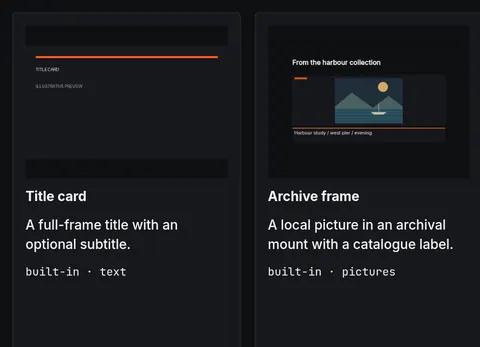 TITLE CARD
ILLUSTRATIVE PREVIEW
Title card
A full-frame title with an
optional subtitle.
built-in · text
From the harbour collection
Harbour study / west pier / evening
Archive frame
A local picture in an archival
mount with a catalogue label.
built-in · pictures